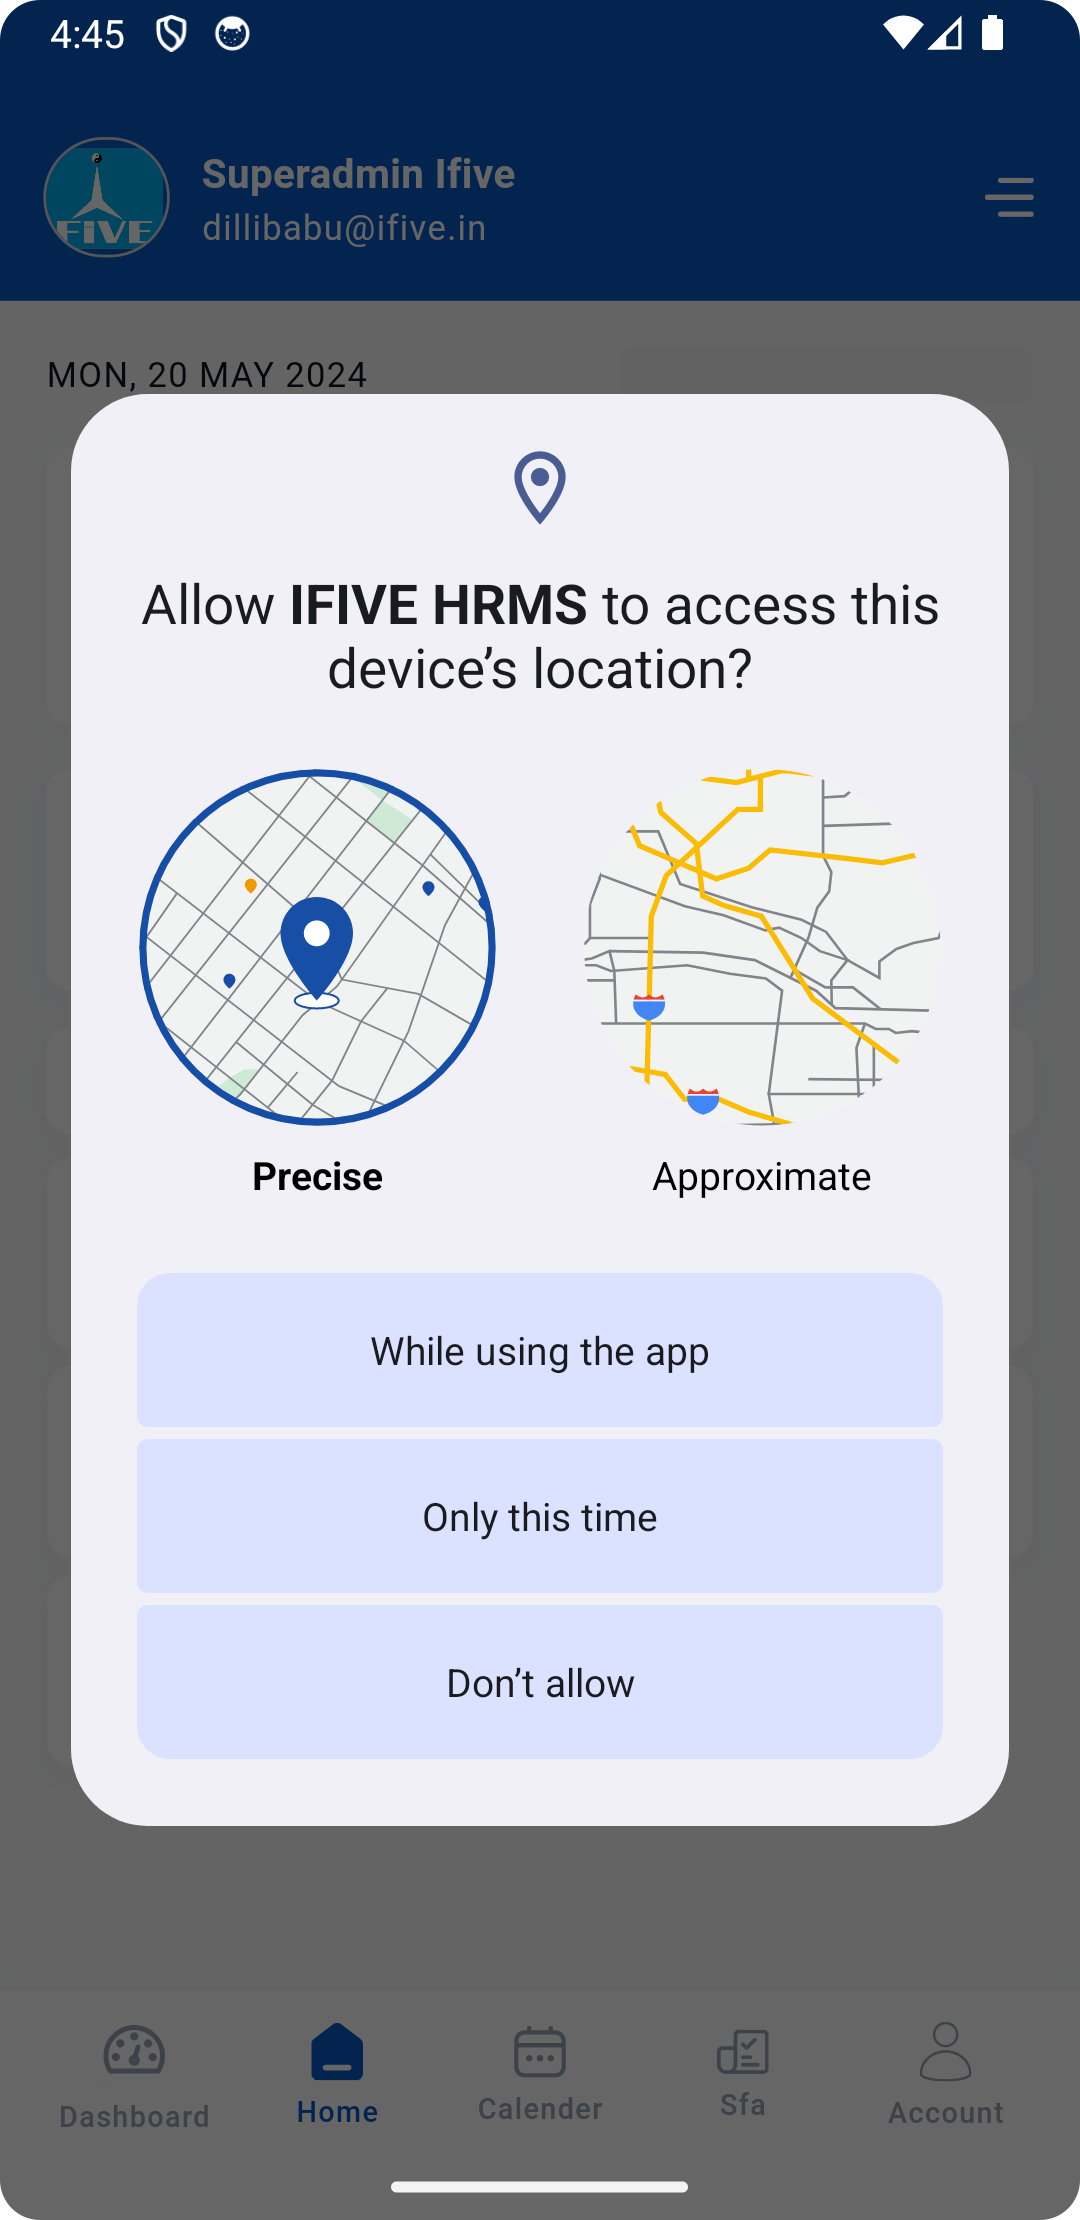 4:45
FiVE
Superadmin Ifive
dillibabu@ifive.in
MON, 20 MAY 2024
Allow IFIVE HRMS to access this
device’s location?
Precise
Approximate
While using the app
Only this time
Don’t allow
Dashboard
Home
Calender
Sfa
Account